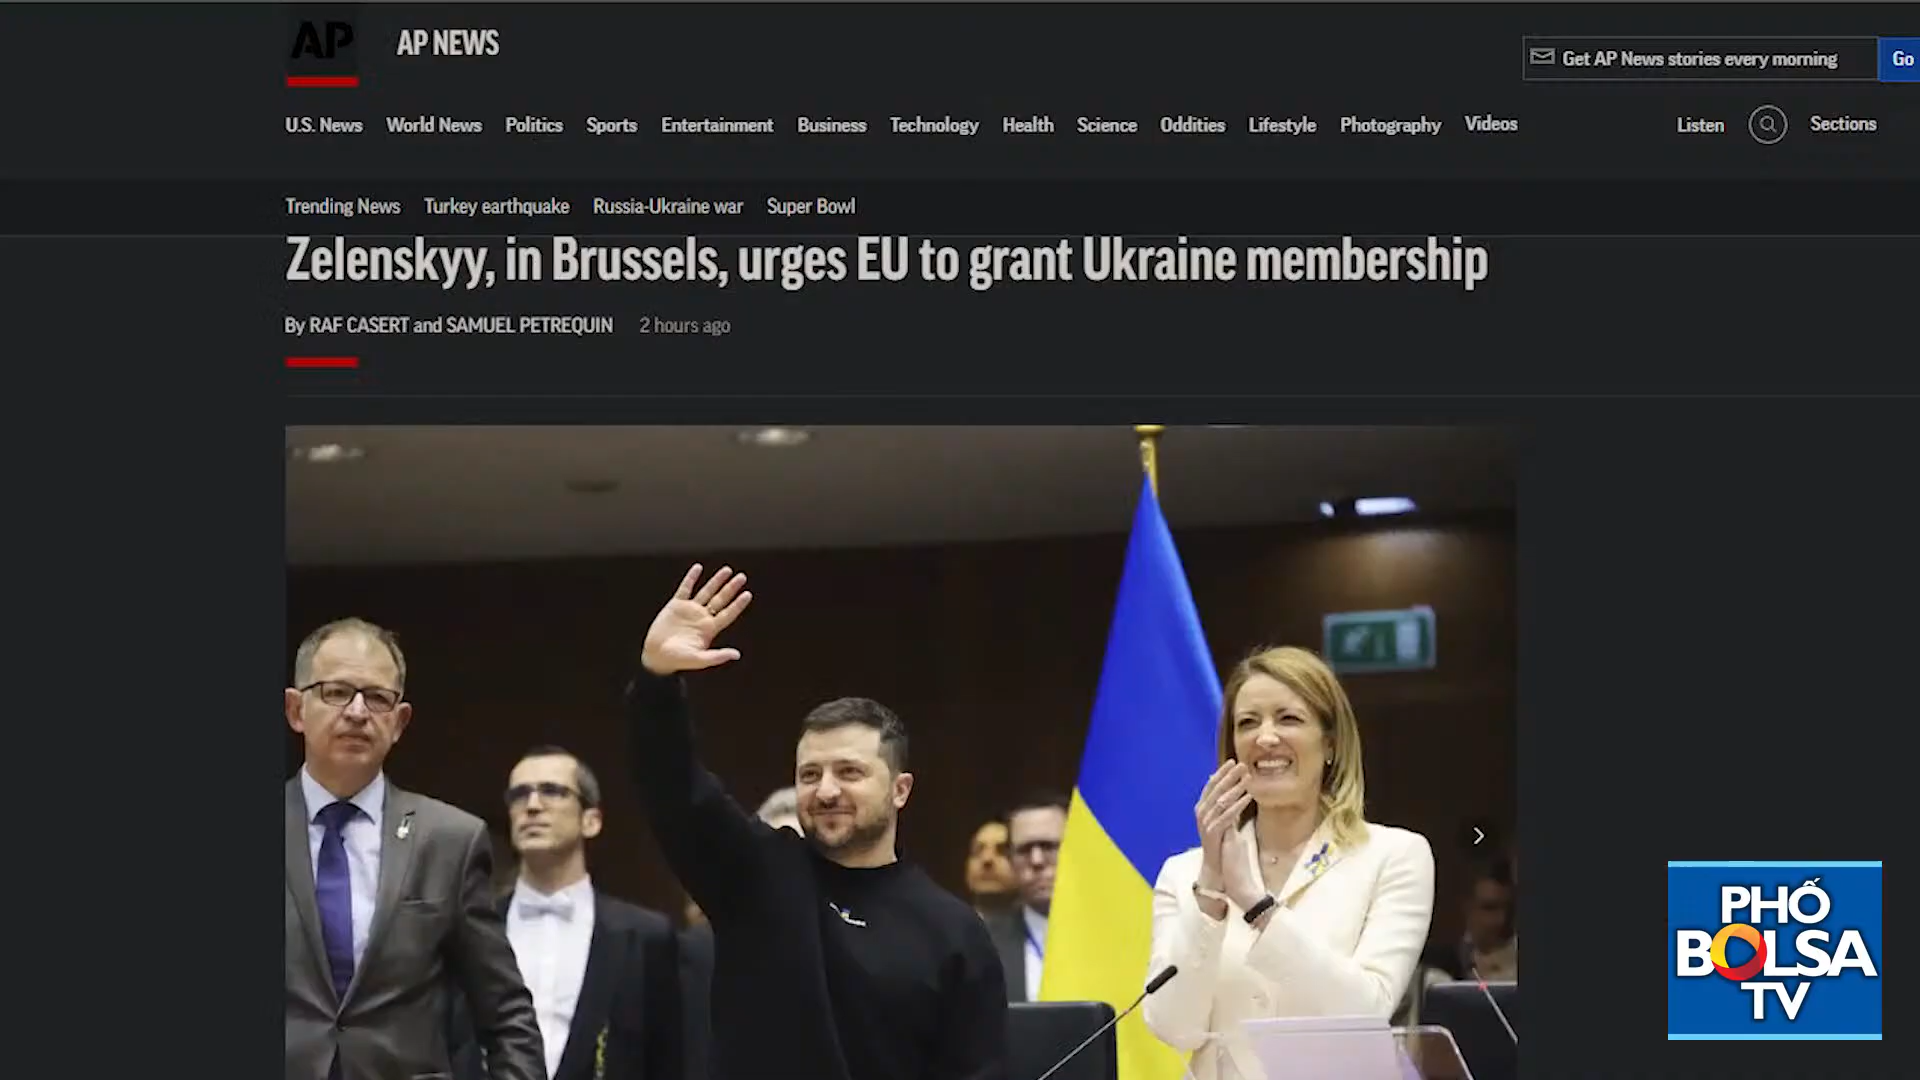 AP
AP NEWS
Get AP News stories every morning
Go
U.S. News World News Politics Sports Entertainment Business Technology Health Science Oddities Lifestyle Photography Videos
Listen
Sections
Trending News Turkey earthquake Russia-Ukraine war Super Bowl
Zelenskyy, in Brussels, urges EU to grant Ukraine membership
By RAF CASERT and SAMUEL PETREQUIN 2 hours ago
PHỐ
BOLSA
TV